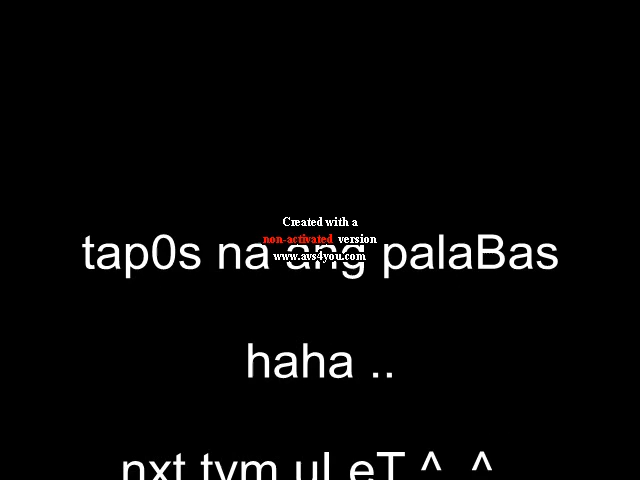 Created with a
non-activated version
www.avs4you.com
tap0s na ang palaBas
haha ..
nxt tym uLeT ^_^